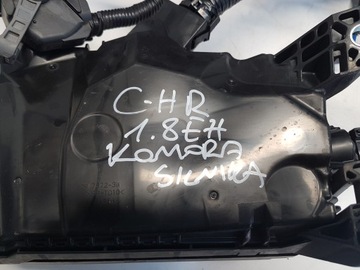 C-HR
1.8EH
KOMORA
SILNIKA